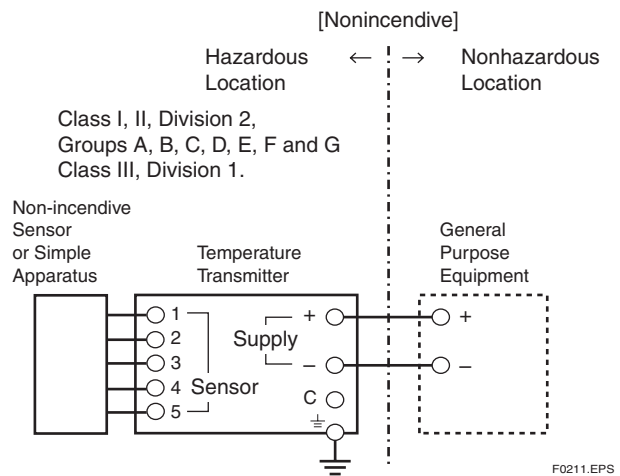 [Nonincendive]
Hazardous
Location
← →
Nonhazardous
Location
Class I, II, Division 2,
Groups A, B, C, D, E, F and G
Class III, Division 1.
Non-incendive
Sensor
or Simple
Apparatus
Temperature
Transmitter
General
Purpose
Equipment
1
2
3
4
5
Sensor
Supply
+
–
C
+
–
F0211.EPS